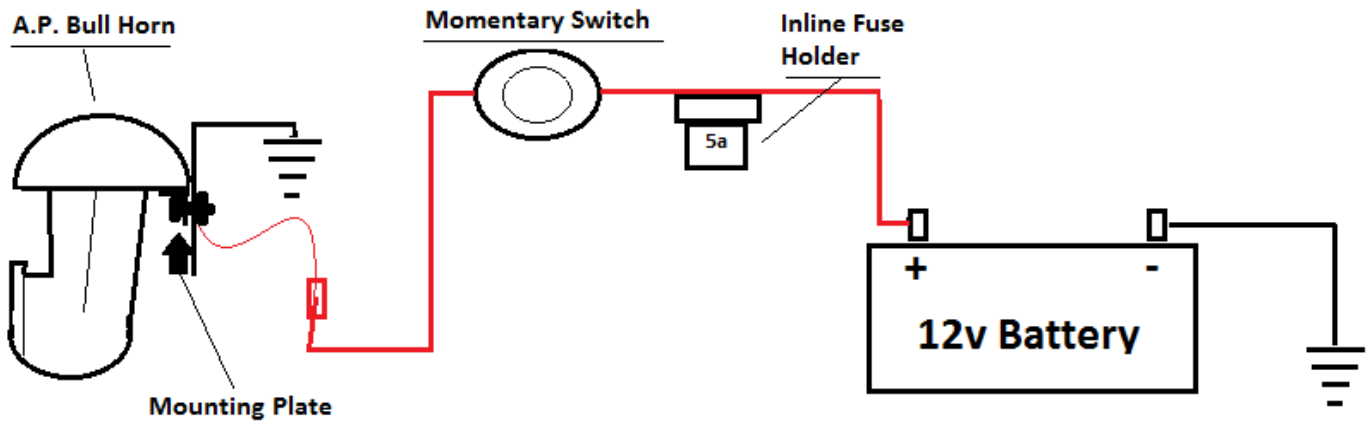 A.P. Bull Horn
Momentary Switch
Inline Fuse
Holder
5a
+
-
12v Battery
Mounting Plate